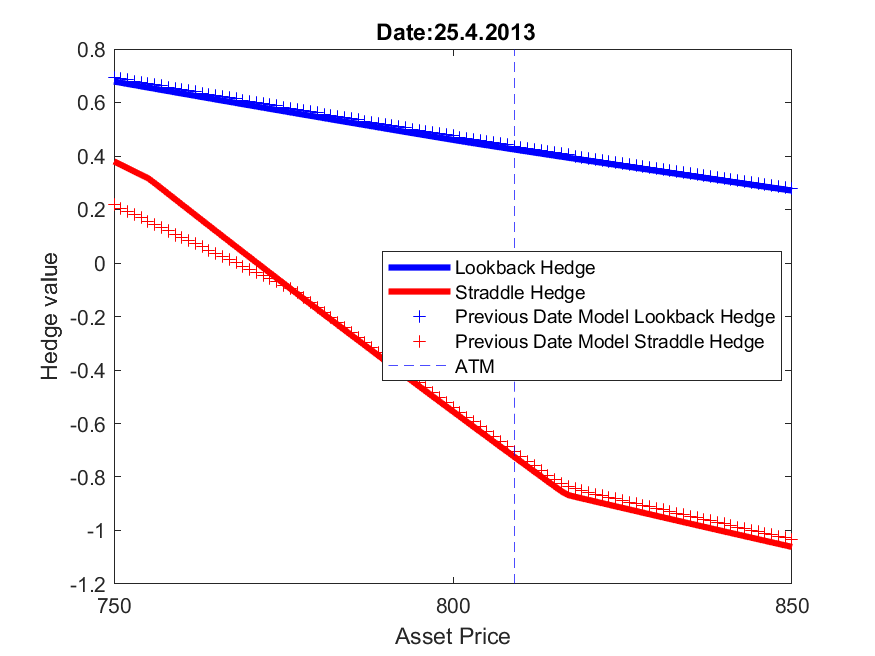 Date:25.4.2013
0.8
0.6
0.4
0.2
0
-0.2
-0.4
-0.6
-0.8
-1
-1.2
Hedge value
Lookback Hedge
Straddle Hedge
Previous Date Model Lookback Hedge
Previous Date Model Straddle Hedge
ATM
750
800
850
Asset Price